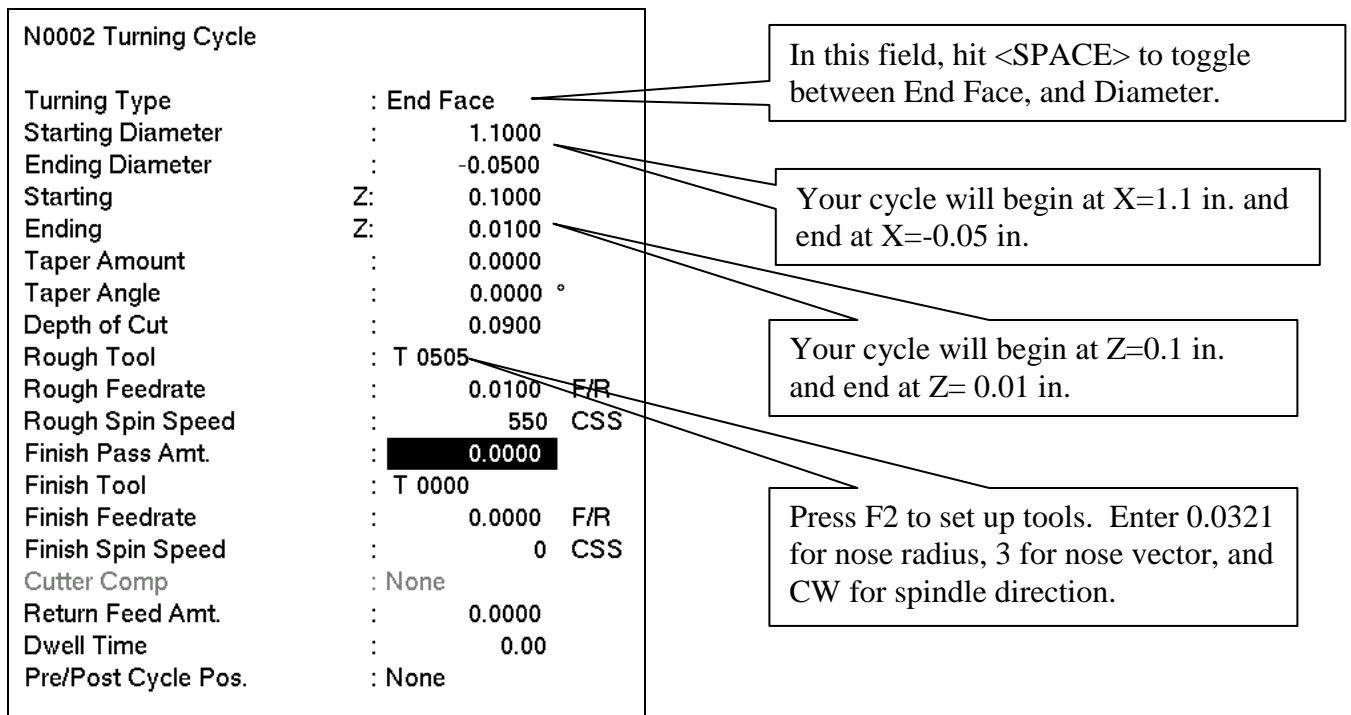 N0002 Turning Cycle
Turning Type : End Face
Starting Diameter : 1.1000
Ending Diameter : -0.0500
Starting Z: 0.1000
Ending Z: 0.0100
Taper Amount : 0.0000
Taper Angle : 0.0000 °
Depth of Cut : 0.0900
Rough Tool : T 0505
Rough Feedrate : 0.0100 F/R
Rough Spin Speed : 550 CSS
Finish Pass Amt. : 0.0000
Finish Tool : T 0000
Finish Feedrate : 0.0000 F/R
Finish Spin Speed : 0 CSS
Cutter Comp : None
Return Feed Amt. : 0.0000
Dwell Time : 0.00
Pre/Post Cycle Pos. : None
In this field, hit <SPACE> to toggle
between End Face, and Diameter.
Your cycle will begin at X=1.1 in. and
end at X=-0.05 in.
Your cycle will begin at Z=0.1 in.
and end at Z= 0.01 in.
Press F2 to set up tools. Enter 0.0321
for nose radius, 3 for nose vector, and
CW for spindle direction.